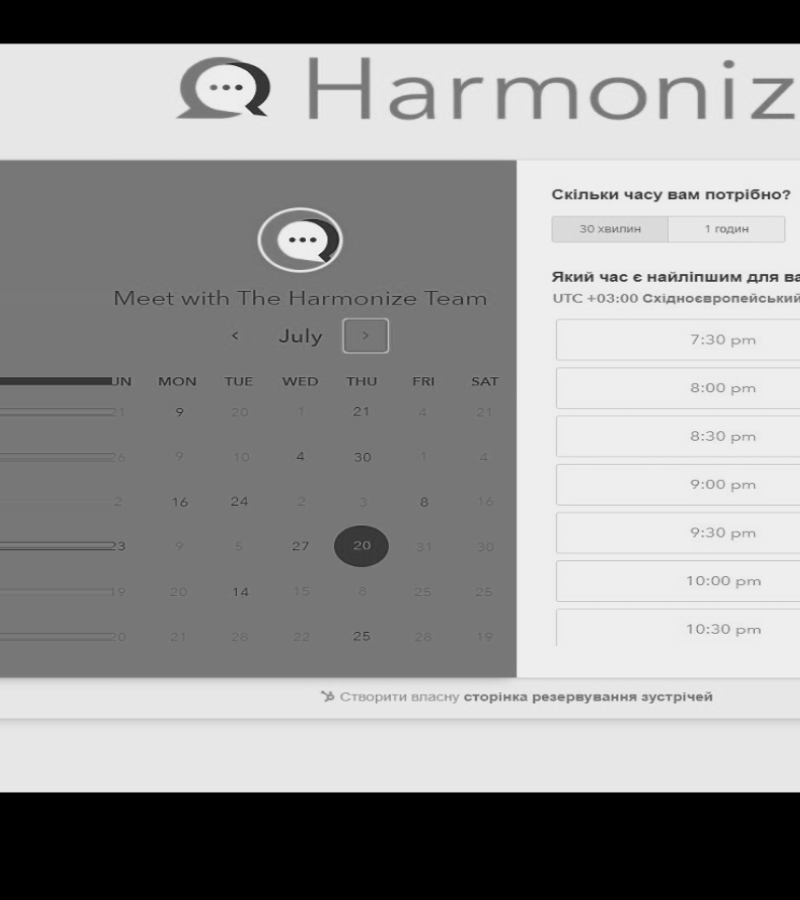 Harmoniz
Meet with The Harmonize Team
< July >
UN MON TUE WED THU FRI SAT
21 9 20 1 21 4 21
26 9 10 4 30 1 4
2 16 24 2 3 8 16
23 9 5 27 20 31 30
19 20 14 15 8 25 25
20 21 28 22 25 28 19
Скільки часу вам потрібно?
30 хвилин 1 годин
Який час є найліпшим для ва
UTC +03:00 Східноєвропейський
7:30 pm
8:00 pm
8:30 pm
9:00 pm
9:30 pm
10:00 pm
10:30 pm
Створити власну сторінка резервування зустрічей